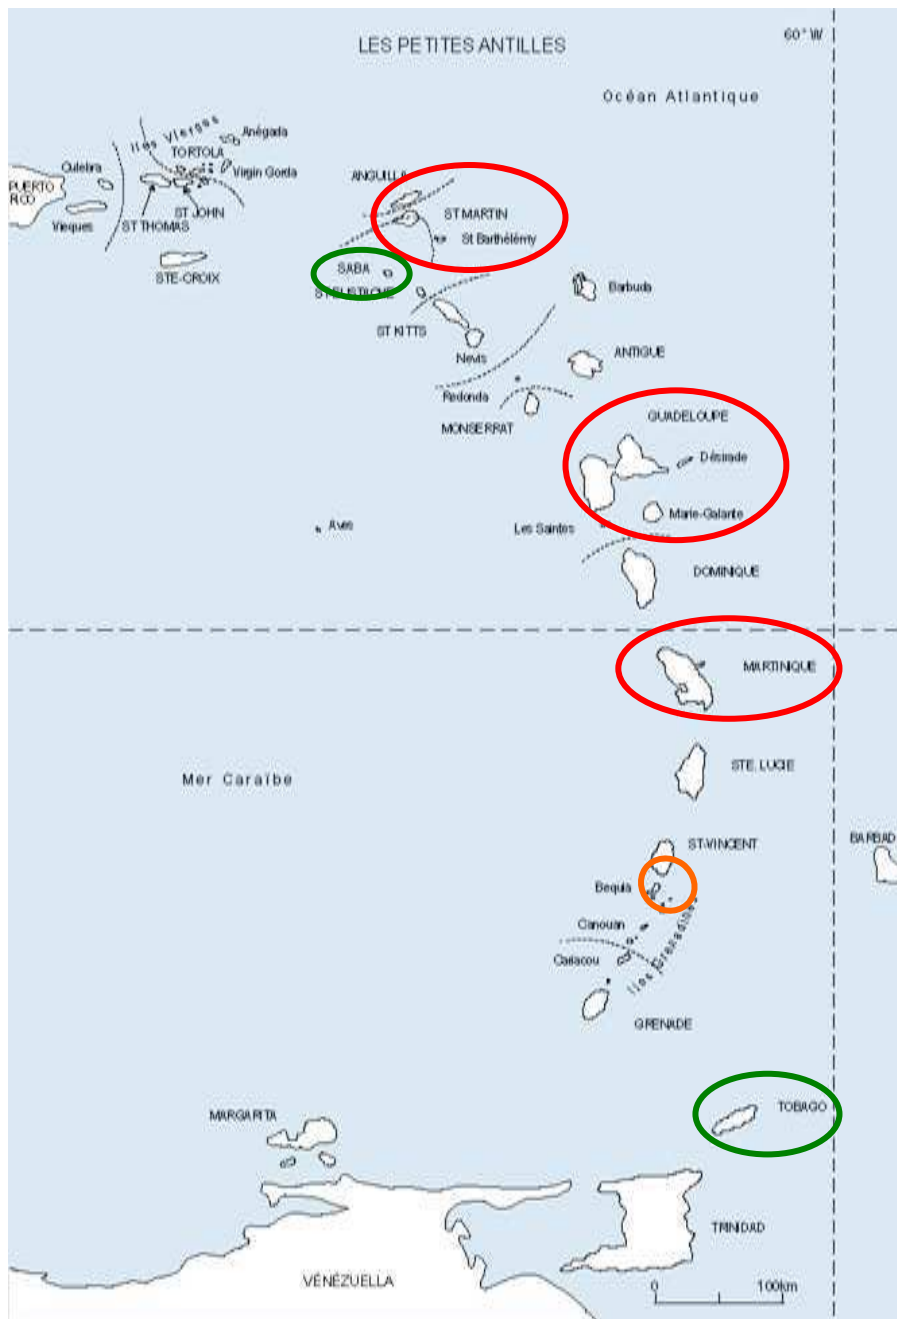 LES PETITES ANTILLES
60° W
Océan Atlantique
Iles Vierges
Anégada
TORTOLA
Virgin Gorda
Culebra
PUERTO
RICO
Vieques
ST THOMAS
ST JOHN
STE-CROIX
ANGUILLA
ST MARTIN
St Barthélémy
SABA
ST-EUSTACHE
ST KITTS
Nevis
Barbuda
ANTIGUE
Redonda
MONSERRAT
GUADELOUPE
Désirade
Marie-Galante
Les Saintes
Aves
DOMINIQUE
MARTINIQUE
Mer Caraïbe
STE. LUCIE
ST-VINCENT
BARBAD
Bequia
Canouan
Cariacou
Iles Grenadines
GRENADE
TOBAGO
MARGARITA
TRINIDAD
VÉNÉZUELLA
0 100km